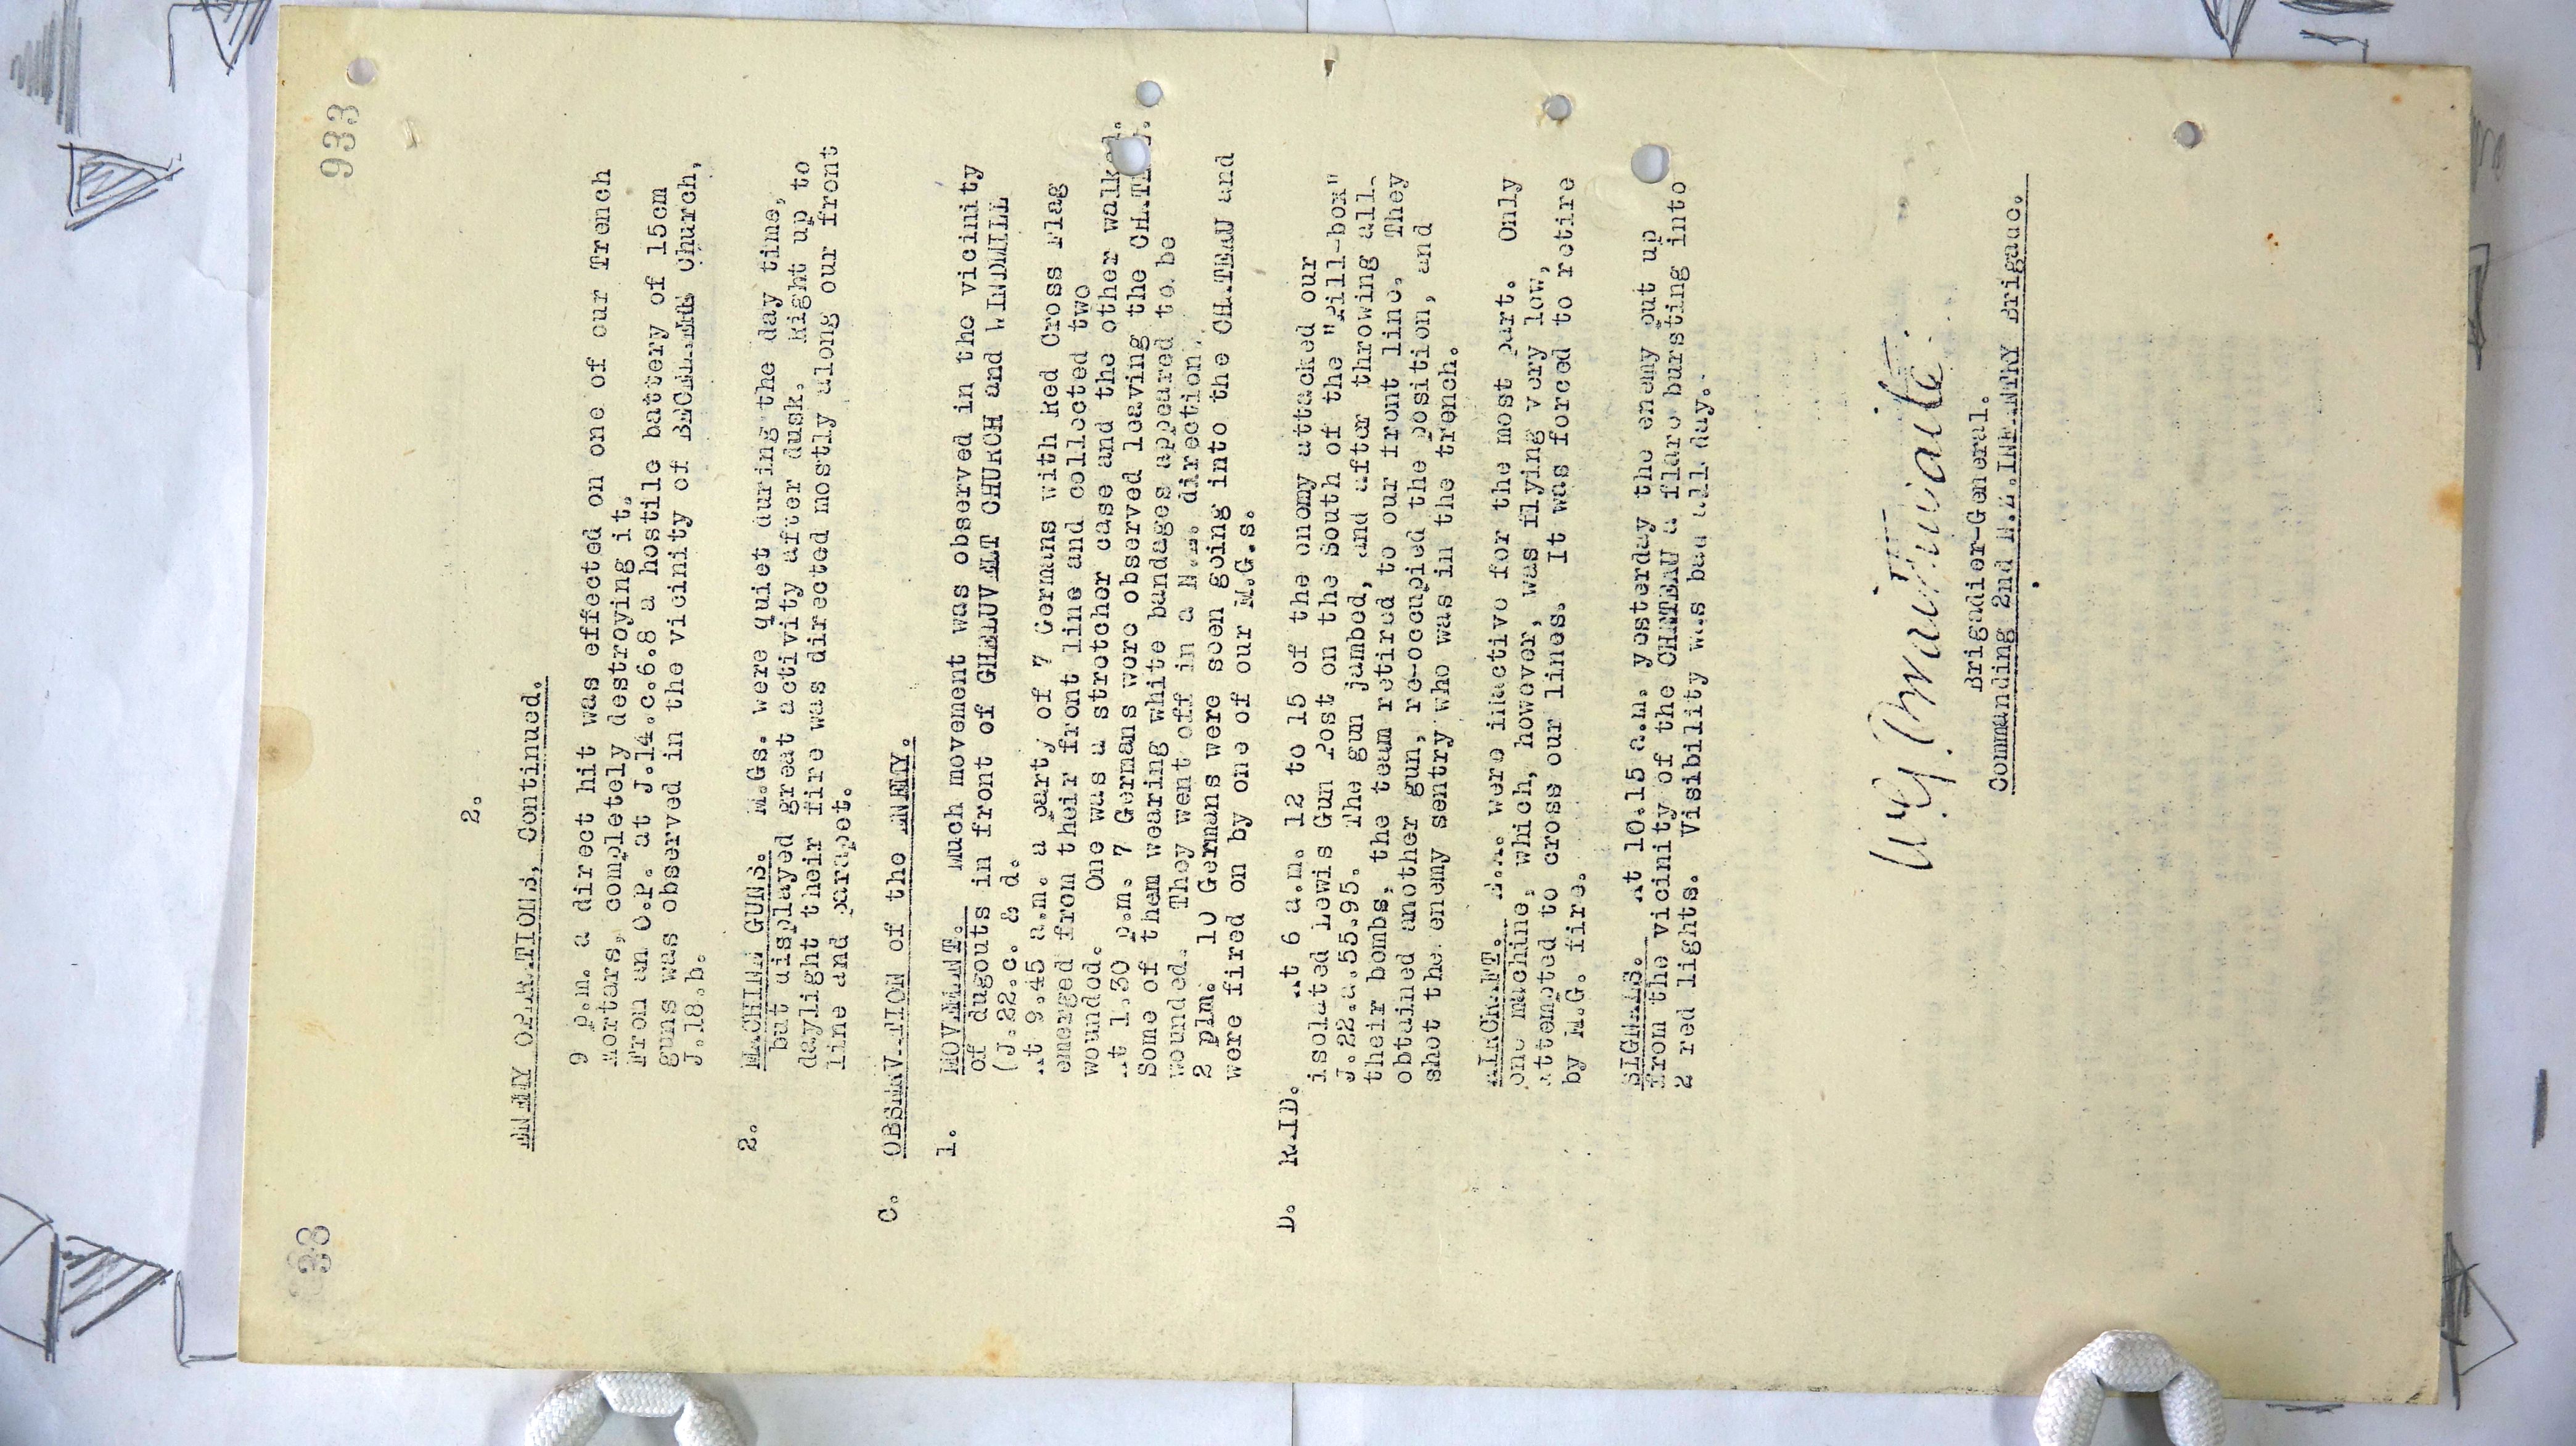 933
38
2.
ENEMY OPERATIONS, Continued.
9 p.m. a direct hit was effected on one of our Trench
Mortars, completely destroying it.
From an O.P. at J.14.c.6.8 a hostile battery of 15cm
guns was observed in the vicinity of BECELAERE Church,
J.18.b.
2. MACHINE GUNS. M.Gs. were quiet during the day time,
but displayed great activity after dusk. Right up to
daylight their fire was directed mostly along our front
line and parapet.
C. OBSERVATION of the ENEMY.
1. MOVEMENT. Much movement was observed in the vicinity
of dugouts in front of GHELUVELT CHURCH and WINDMILL
(J.22.c. & d.
At 9.45 a.m. a party of 7 Germans with Red Cross Flag
emerged from their front line and collected two
wounded. One was a stretcher case and the other walked.
At 1.30 p.m. 7 Germans were observed leaving the CHATEAU.
Some of them wearing white bandages appeared to be
wounded. They went off in a N.E. direction.
2 plm. 10 Germans were seen going into the CHATEAU and
were fired on by one of our M.G.s.
D. RAID. At 6 a.m. 12 to 15 of the enemy attacked our
isolated Lewis Gun Post on the South of the "Pill-box"
J.22.a.55.95. The gun jambed, and after throwing all
their bombs, the team retired to our front line. They
obtained another gun, re-occupied the position, and
shot the enemy sentry who was in the trench.
AIRCRAFT. E.A. were inactive for the most part. Only
one machine, which, however, was flying very low,
attempted to cross our lines. It was forced to retire
by M.G. fire.
SIGNALS. At 10.15 a.m. yesterday the enemy put up
from the vicinity of the CHATEAU a flare bursting into
2 red lights. Visibility was bad all day.
W G Braithwaite.
Brigadier-General.
Commanding 2nd N.Z.INFANTRY Brigade.